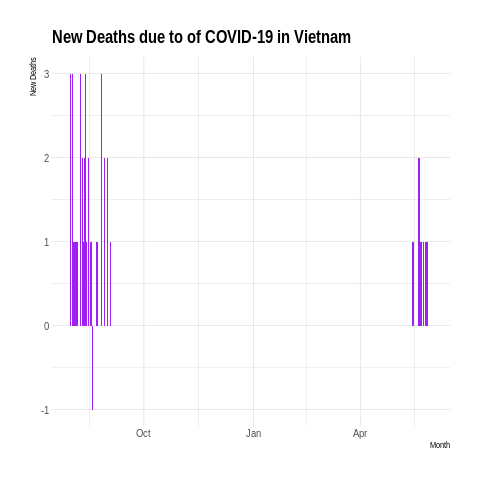 New Deaths due to of COVID-19 in Vietnam
New Deaths
3
2
1
0
-1
Oct
Jan
Apr
Month